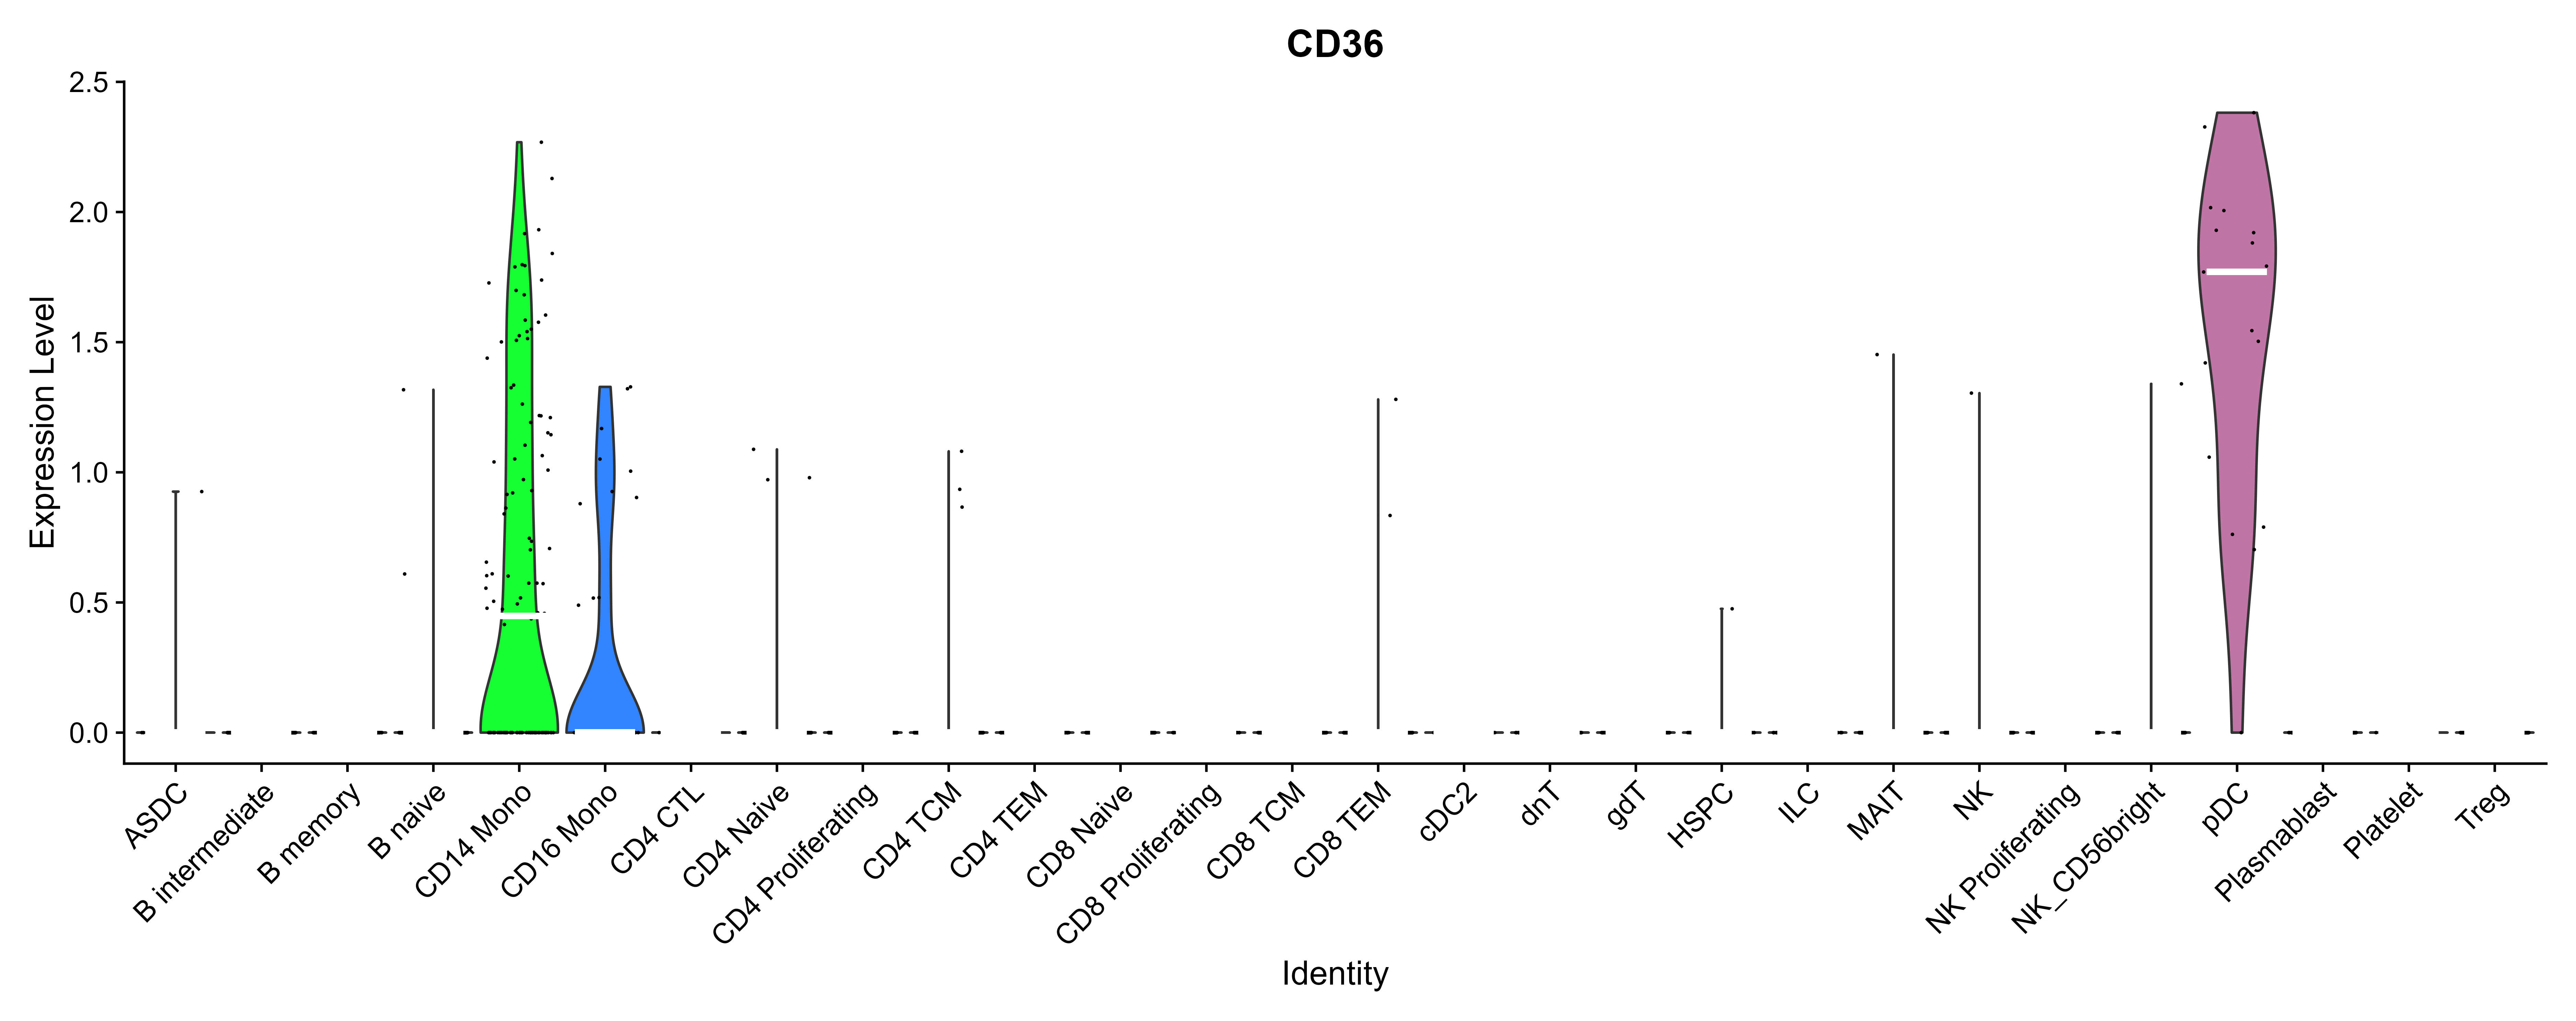 CD36
Expression Level
2.5
2.0
1.5
1.0
0.5
0.0
ASDC
B intermediate
B memory
B naive
CD14 Mono
CD16 Mono
CD4 CTL
CD4 Naive
CD4 Proliferating
CD4 TCM
CD4 TEM
CD8 Naive
CD8 Proliferating
CD8 TCM
CD8 TEM
cDC2
dnT
gdT
HSPC
ILC
MAIT
NK
NK Proliferating
NK_CD56bright
pDC
Plasmablast
Platelet
Treg
Identity